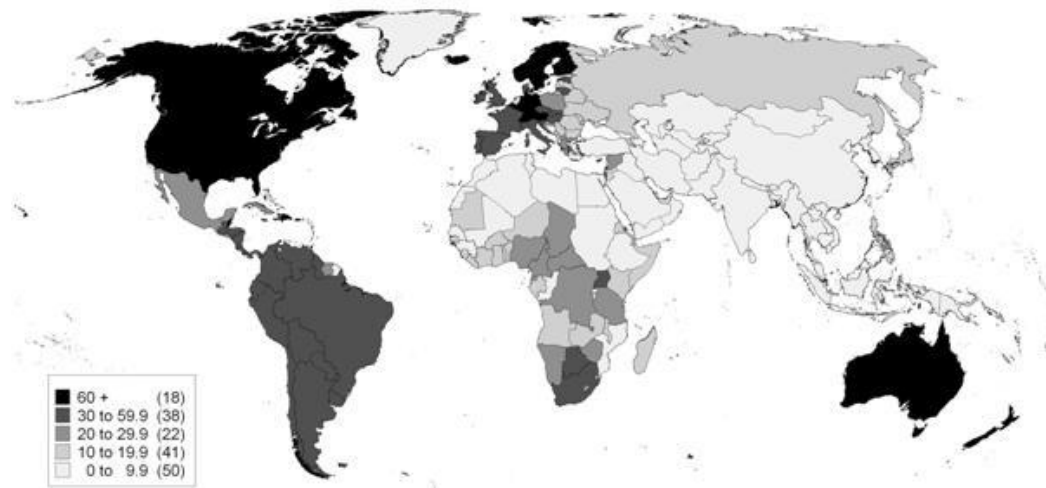 60 + (18)
30 to 59.9 (38)
20 to 29.9 (22)
10 to 19.9 (41)
0 to 9.9 (50)